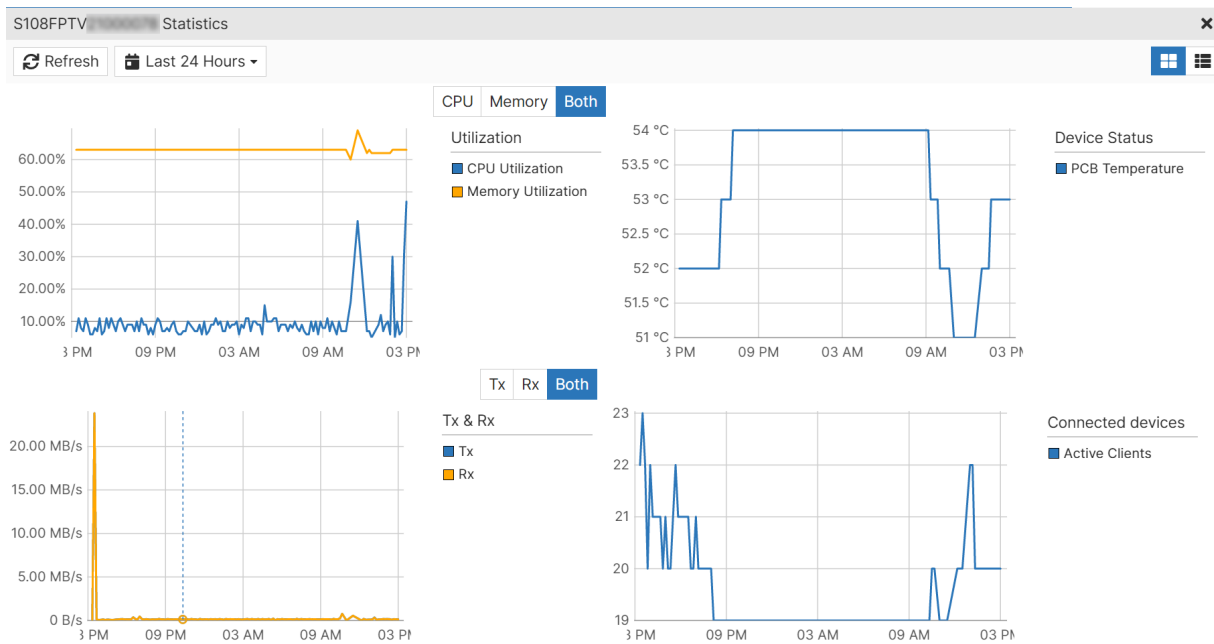 S108FPTV Statistics
Refresh Last 24 Hours
CPU Memory Both
60.00%
50.00%
40.00%
30.00%
20.00%
10.00%
3 PM 09 PM 03 AM 09 AM 03 PM
Utilization
CPU Utilization
Memory Utilization
54 °C
53.5 °C
53 °C
52.5 °C
52 °C
51.5 °C
51 °C
3 PM 09 PM 03 AM 09 AM 03 PM
Device Status
PCB Temperature
Tx Rx Both
20.00 MB/s
15.00 MB/s
10.00 MB/s
5.00 MB/s
0 B/s
3 PM 09 PM 03 AM 09 AM 03 PM
Tx & Rx
Tx
Rx
23
22
21
20
19
3 PM 09 PM 03 AM 09 AM 03 PM
Connected devices
Active Clients